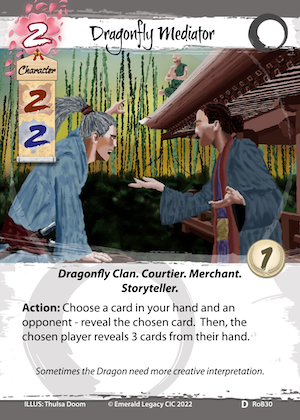 2
Dragonfly Mediator
Character
2
2
1
Dragonfly Clan. Courtier. Merchant.
Storyteller.
Action: Choose a card in your hand and an
opponent - reveal the chosen card. Then, the
chosen player reveals 3 cards from their hand.
Sometimes the Dragon need more creative interpretation.
ILLUS: Thulsa Doom © Emerald Legacy CIC 2022 D RoB30